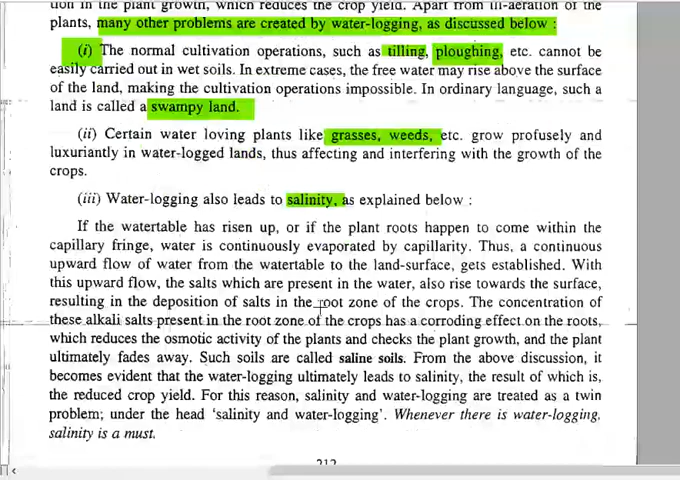 tion in the plant growth, which reduces the crop yield. Apart from ill-aeration of the
plants, many other problems are created by water-logging, as discussed below :
(i) The normal cultivation operations, such as tilling, ploughing, etc. cannot be
easily carried out in wet soils. In extreme cases, the free water may rise above the surface
of the land, making the cultivation operations impossible. In ordinary language, such a
land is called a swampy land.
(ii) Certain water loving plants like grasses, weeds, etc. grow profusely and
luxuriantly in water-logged lands, thus affecting and interfering with the growth of the
crops.
(iii) Water-logging also leads to salinity, as explained below :
If the watertable has risen up, or if the plant roots happen to come within the
capillary fringe, water is continuously evaporated by capillarity. Thus, a continuous
upward flow of water from the watertable to the land-surface, gets established. With
this upward flow, the salts which are present in the water, also rise towards the surface,
resulting in the deposition of salts in the root zone of the crops. The concentration of
these alkali salts present in the root zone of the crops has a corroding effect on the roots,
which reduces the osmotic activity of the plants and checks the plant growth, and the plant
ultimately fades away. Such soils are called saline soils. From the above discussion, it
becomes evident that the water-logging ultimately leads to salinity, the result of which is,
the reduced crop yield. For this reason, salinity and water-logging are treated as a twin
problem; under the head 'salinity and water-logging'. Whenever there is water-logging,
salinity is a must.
212